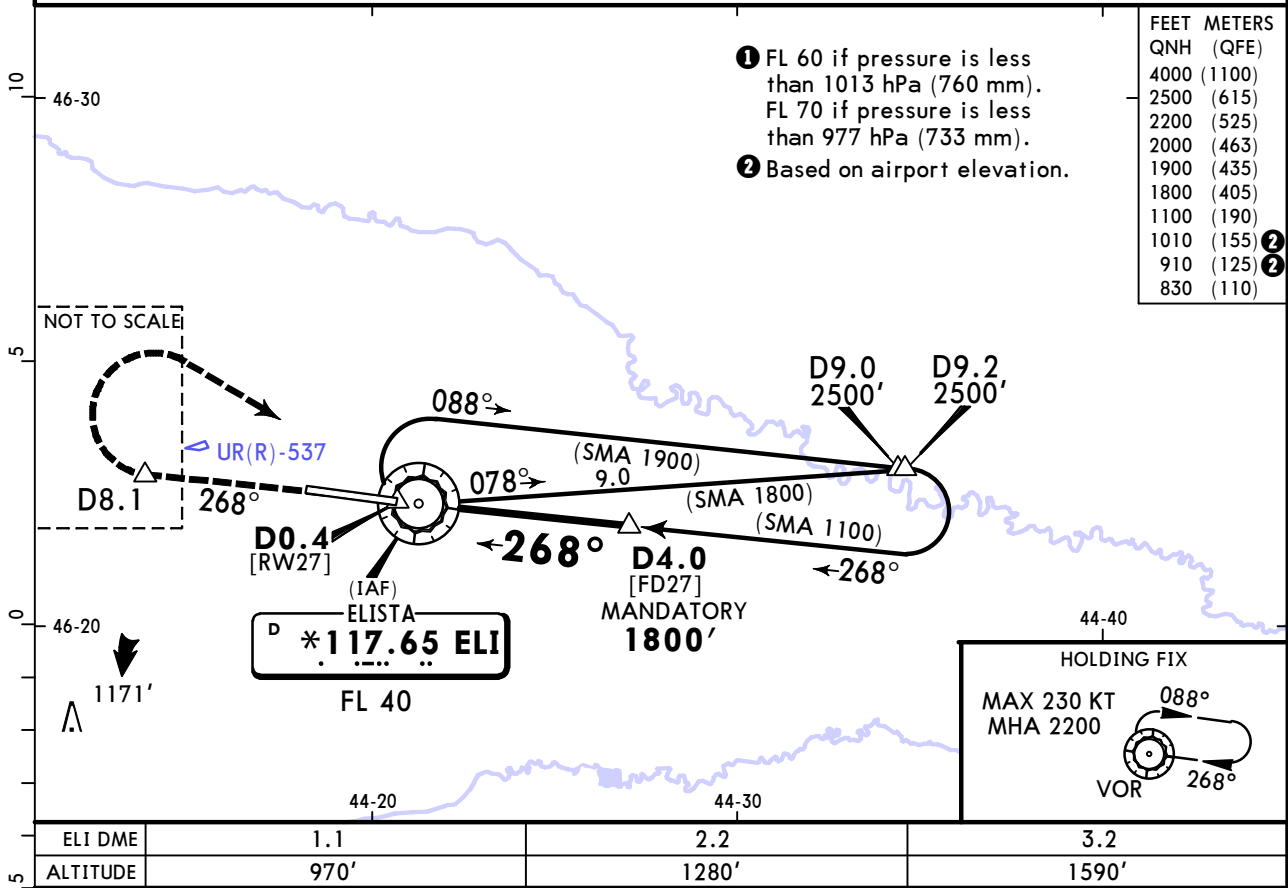 ❶ FL 60 if pressure is less
than 1013 hPa (760 mm).
FL 70 if pressure is less
than 977 hPa (733 mm).
❷ Based on airport elevation.
FEET METERS
QNH (QFE)
4000 (1100)
2500 (615)
2200 (525)
2000 (463)
1900 (435)
1800 (405)
1100 (190)
1010 (155) ❷
910 (125) ❷
830 (110)
10
46-30
5
NOT TO SCALE
UR(R)-537
D8.1
268°
088°
(SMA 1900)
078°
9.0
(SMA 1800)
(SMA 1100)
D9.0
2500'
D9.2
2500'
268°
268°
D0.4
[RW27]
D4.0
[FD27]
MANDATORY
1800'
(IAF)
ELISTA
D *117.65 ELI
FL 40
0
46-20
1171'
44-40
HOLDING FIX
MAX 230 KT
MHA 2200
088°
268°
VOR
44-20
44-30
5
ELI DME 1.1 2.2 3.2
ALTITUDE 970' 1280' 1590'